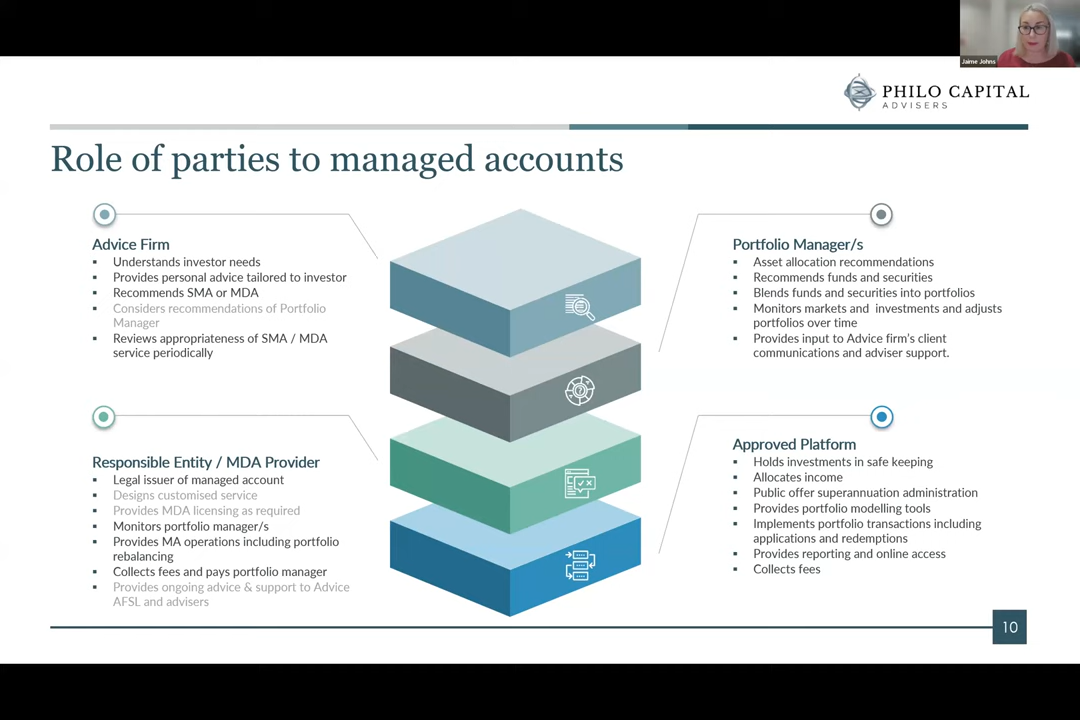 Jaime Johns
PHILO CAPITAL
ADVISERS
Role of parties to managed accounts
Advice Firm
▪ Understands investor needs
▪ Provides personal advice tailored to investor
▪ Recommends SMA or MDA
▪ Considers recommendations of Portfolio
Manager
▪ Reviews appropriateness of SMA / MDA
service periodically
Portfolio Manager/s
▪ Asset allocation recommendations
▪ Recommends funds and securities
▪ Blends funds and securities into portfolios
▪ Monitors markets and investments and adjusts
portfolios over time
▪ Provides input to Advice firm's client
communications and adviser support.
Responsible Entity / MDA Provider
▪ Legal issuer of managed account
▪ Designs customised service
▪ Provides MDA licensing as required
▪ Monitors portfolio manager/s
▪ Provides MA operations including portfolio
rebalancing
▪ Collects fees and pays portfolio manager
▪ Provides ongoing advice & support to Advice
AFSL and advisers
Approved Platform
▪ Holds investments in safe keeping
▪ Allocates income
▪ Public offer superannuation administration
▪ Provides portfolio modelling tools
▪ Implements portfolio transactions including
applications and redemptions
▪ Provides reporting and online access
▪ Collects fees
10